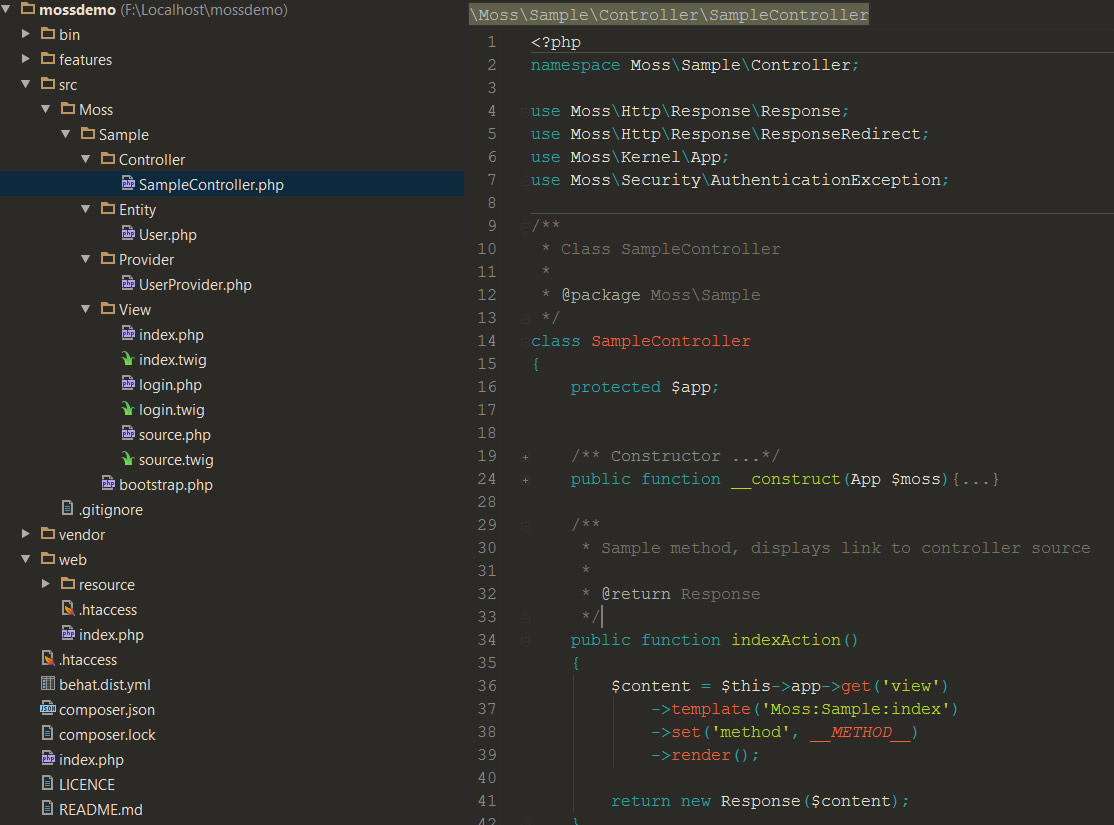 mossdemo (F:\Localhost\mossdemo)
bin
features
src
Moss
Sample
Controller
SampleController.php
Entity
User.php
Provider
UserProvider.php
View
index.php
index.twig
login.php
login.twig
source.php
source.twig
bootstrap.php
.gitignore
vendor
web
resource
.htaccess
index.php
.htaccess
behat.dist.yml
composer.json
composer.lock
index.php
LICENCE
README.md
\Moss\Sample\Controller\SampleController
1 <?php
2 namespace Moss\Sample\Controller;
3
4 use Moss\Http\Response\Response;
5 use Moss\Http\Response\ResponseRedirect;
6 use Moss\Kernel\App;
7 use Moss\Security\AuthenticationException;
8
9 /**
10 * Class SampleController
11 *
12 * @package Moss\Sample
13 */
14 class SampleController
15 {
16 protected $app;
17
18
19 /** Constructor ...*/
24 public function __construct(App $moss){...}
28
29 /**
30 * Sample method, displays link to controller source
31 *
32 * @return Response
33 */
34 public function indexAction()
35 {
36 $content = $this->app->get('view')
37 ->template('Moss:Sample:index')
38 ->set('method', __METHOD__)
39 ->render();
40
41 return new Response($content);
42 }